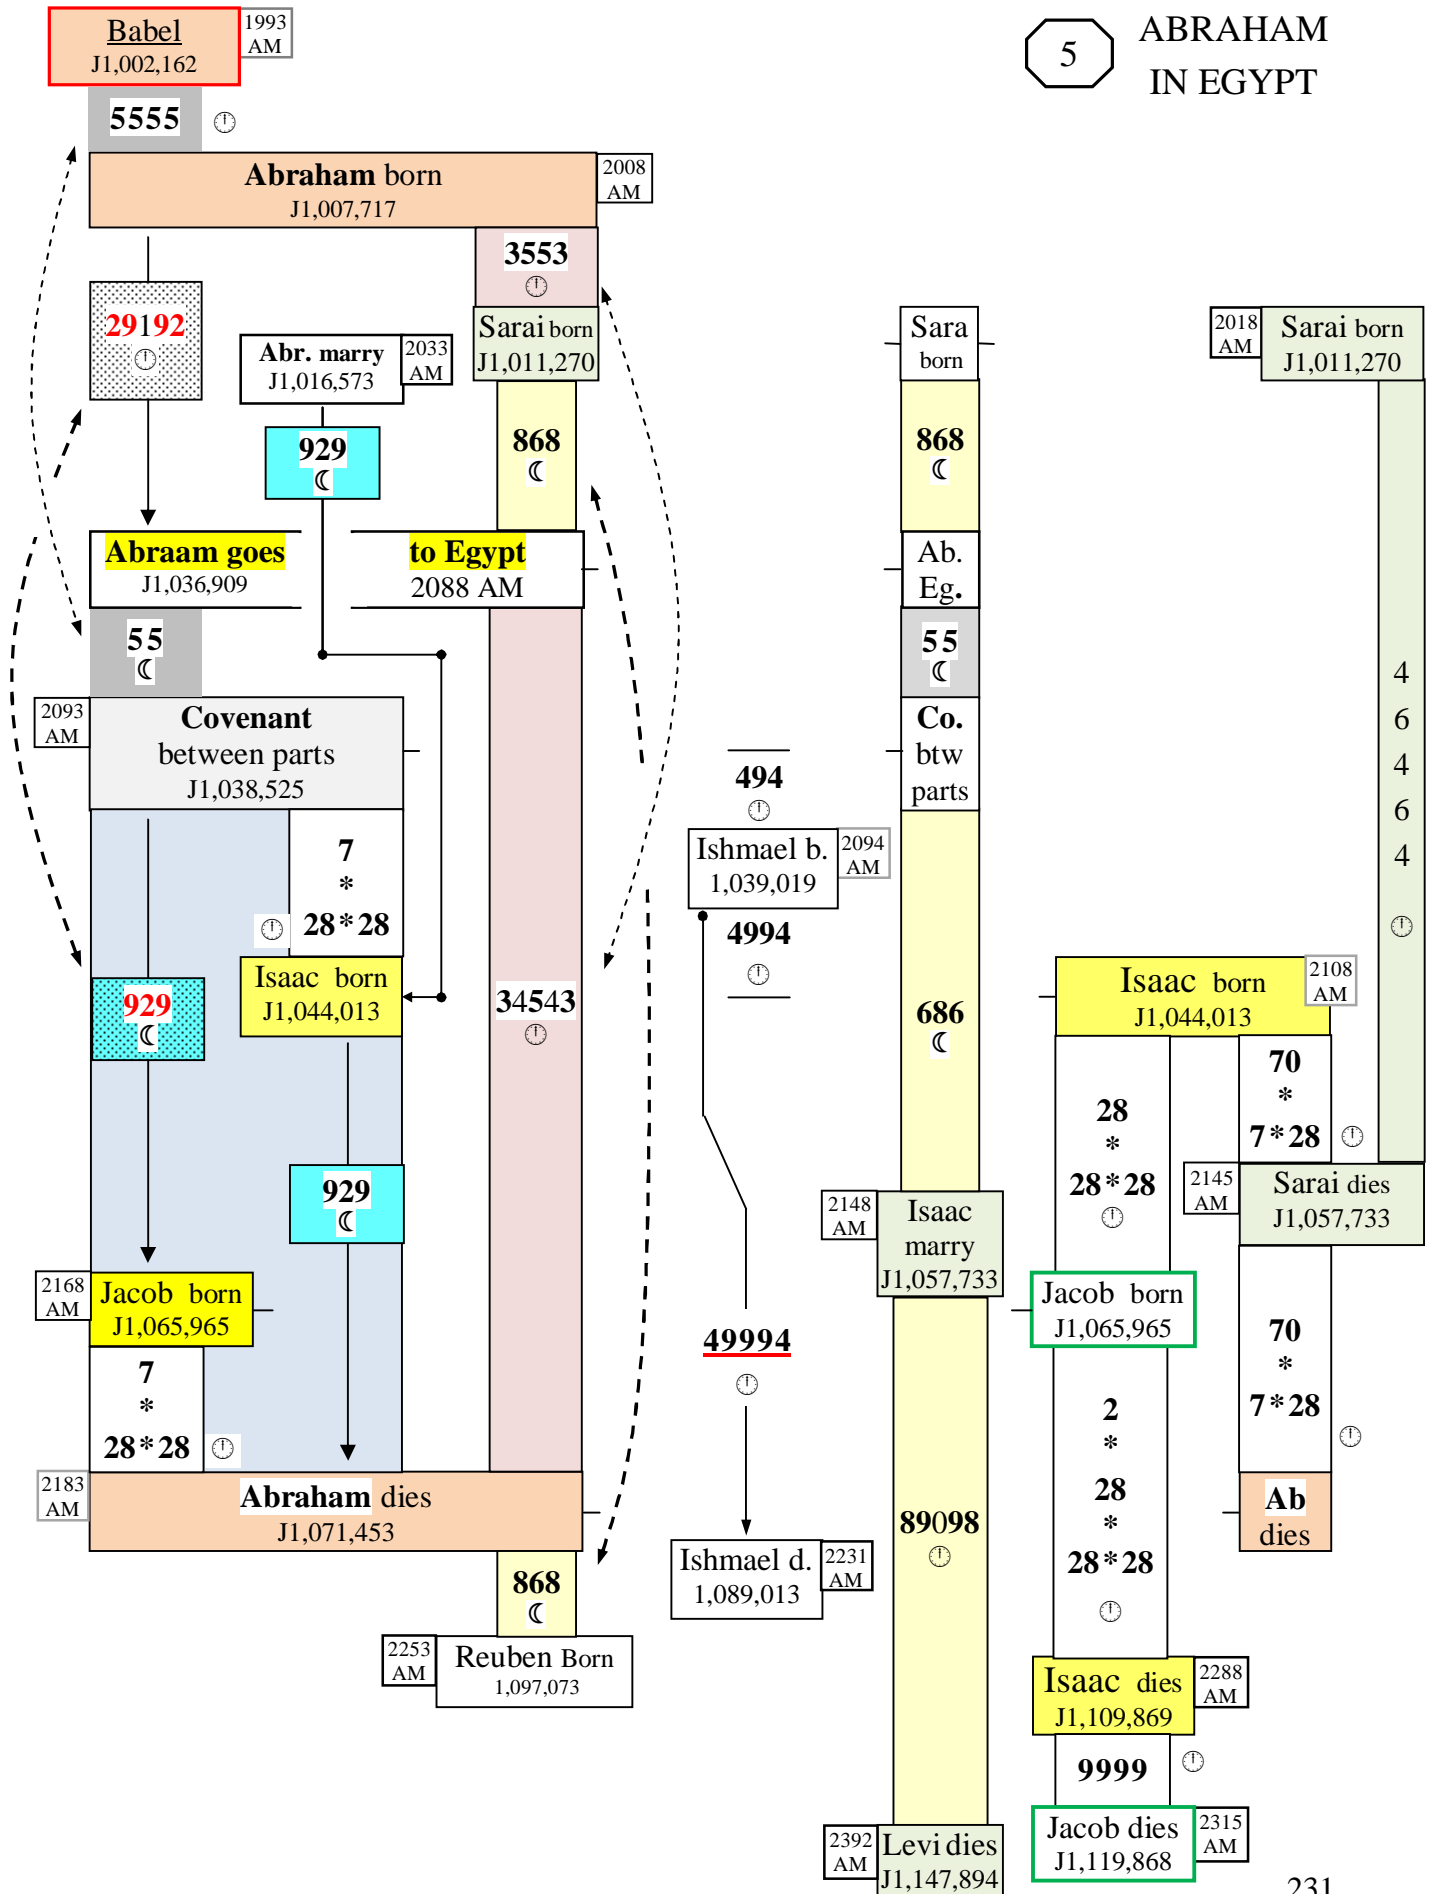 Babel
J1,002,162
1993
AM
5
ABRAHAM
IN EGYPT
5555
Abraham born
J1,007,717
2008
AM
3553
29192
Abr. marry
J1,016,573
2033
AM
Sarai born
J1,011,270
Sara
born
2018
AM
Sarai born
J1,011,270
929
☾
868
☾
868
☾
Abraam goes
J1,036,909
to Egypt
2088 AM
Ab.
Eg.
55
☾
55
☾
4
6
4
6
4
2093
AM
Covenant
between parts
J1,038,525
Co.
btw
parts
494
Ishmael b.
1,039,019
2094
AM
4994
7
*
28*28
Isaac born
J1,044,013
929
☾
34543
686
☾
Isaac born
J1,044,013
2108
AM
28
*
28*28
70
*
7*28
929
☾
2148
AM
Isaac
marry
J1,057,733
2145
AM
Sarai dies
J1,057,733
2168
AM
Jacob born
J1,065,965
49994
Jacob born
J1,065,965
7
*
28*28
70
*
7*28
2
*
28
*
28*28
2183
AM
Abraham dies
J1,071,453
89098
Ab
dies
868
☾
Ishmael d.
1,089,013
2231
AM
2253
AM
Reuben Born
1,097,073
Isaac dies
J1,109,869
2288
AM
9999
2392
AM
Levi dies
J1,147,894
Jacob dies
J1,119,868
2315
AM
231